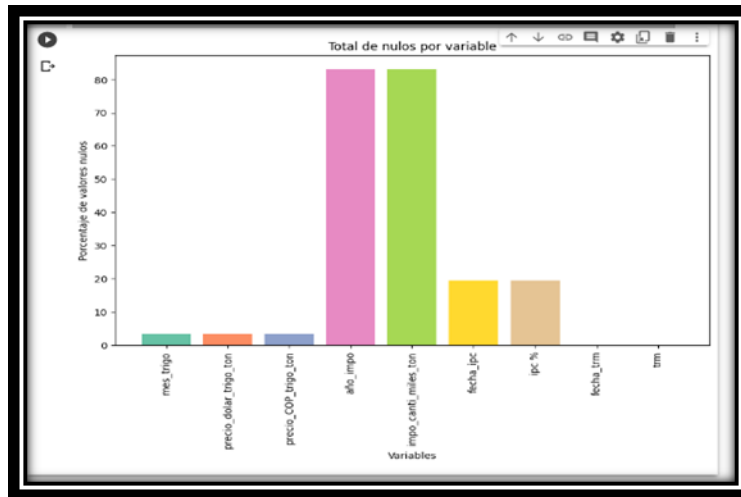 Total de nulos por variable
Porcentaje de valores nulos
80
70
60
50
40
30
20
10
0
mes_trigo
precio_dolar_trigo_ton
precio_COP_trigo_ton
año_impo
impo_canti_miles_ton
fecha_ipc
ipc %
fecha_trm
trm
Variables